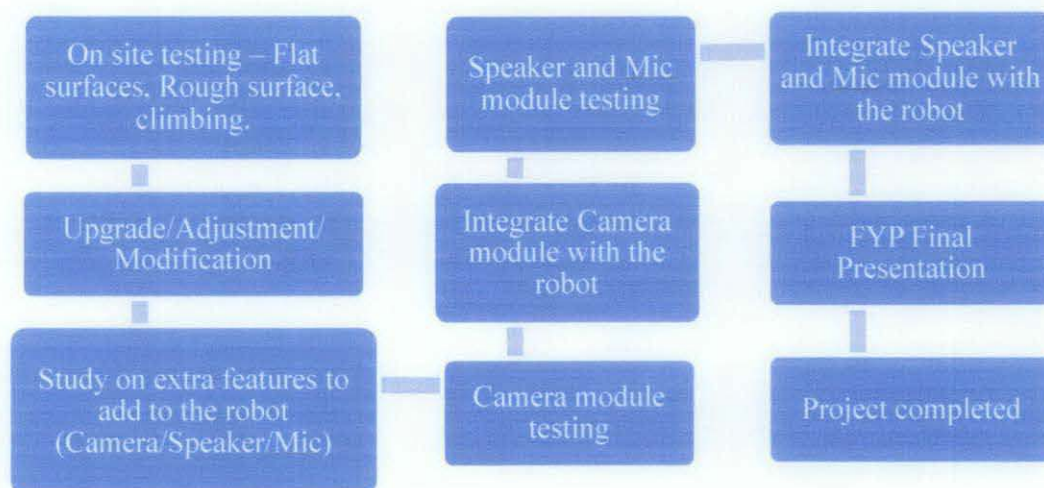 On site testing – Flat
surfaces, Rough surface,
climbing.
Upgrade/Adjustment/
Modification
Study on extra features to
add to the robot
(Camera/Speaker/Mic)
Camera module
testing
Integrate Camera
module with the
robot
Speaker and Mic
module testing
Integrate Speaker
and Mic module with
the robot
FYP Final
Presentation
Project completed